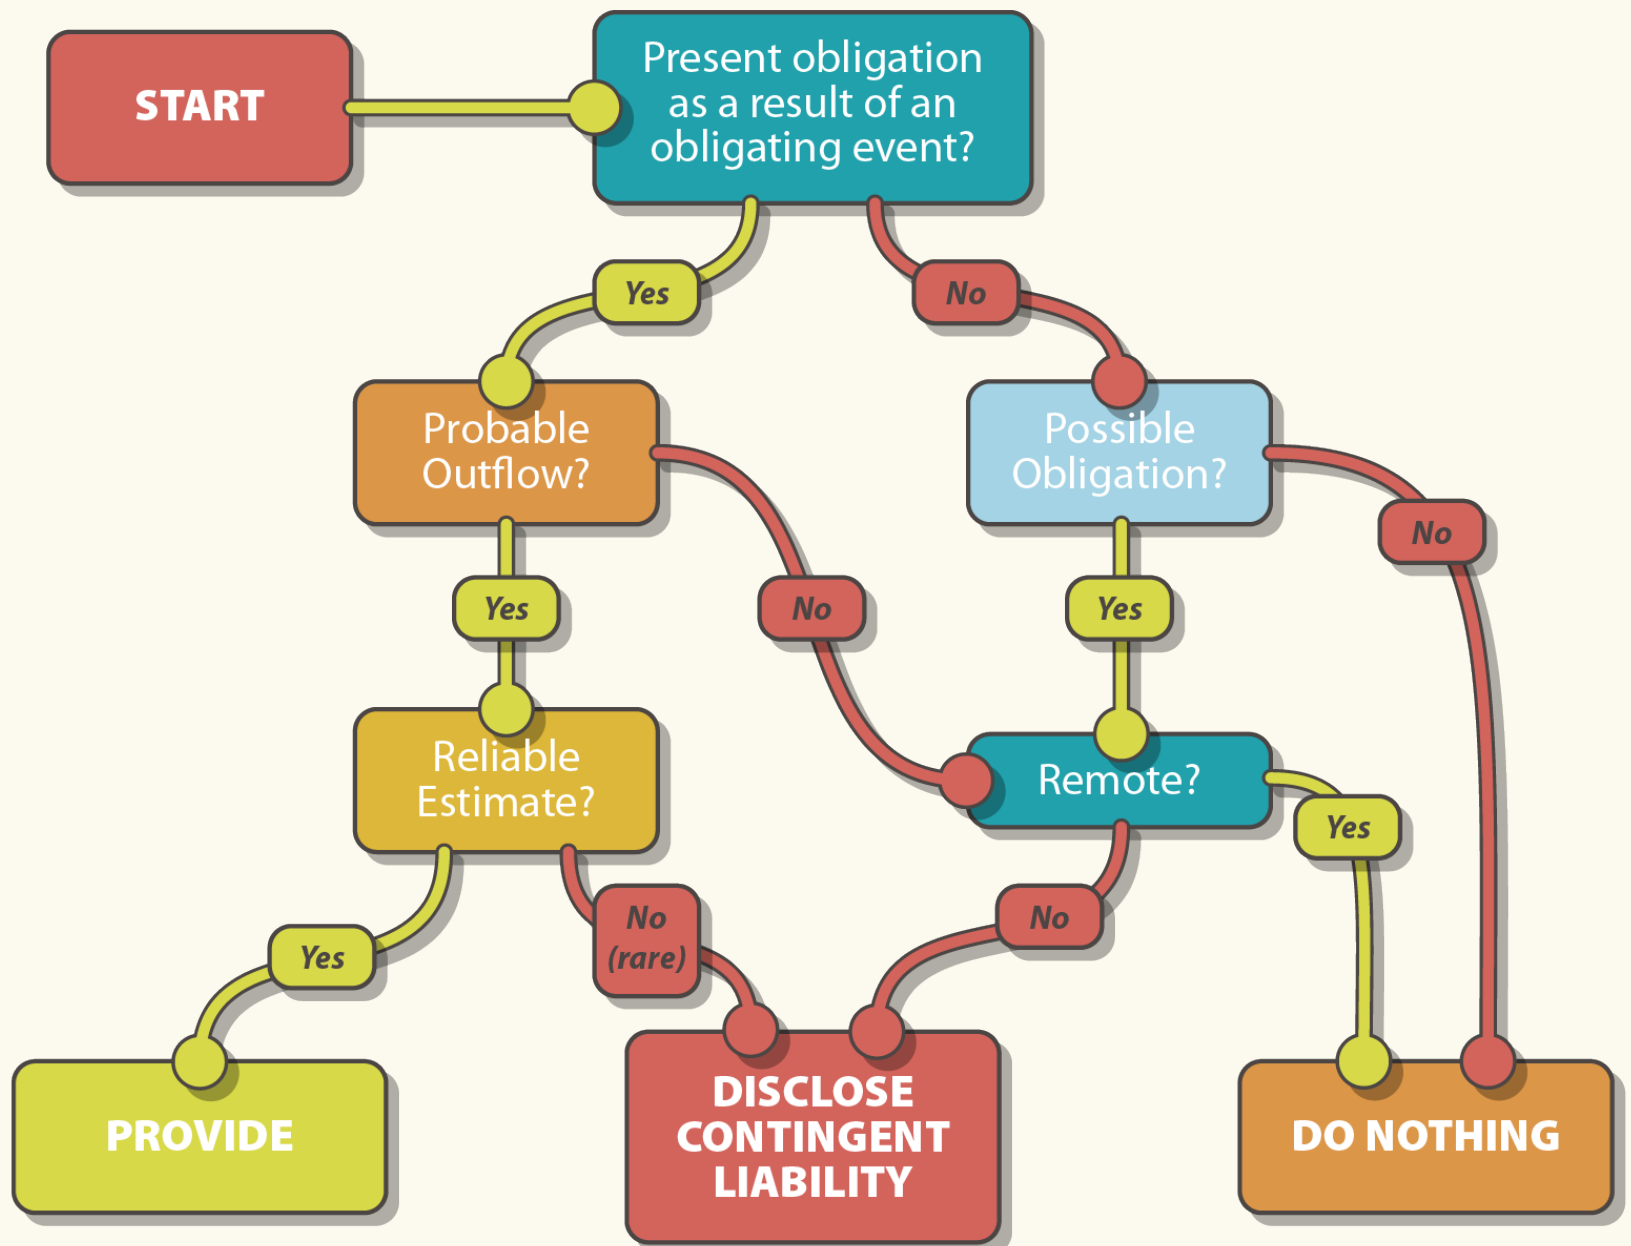 START
Present obligation
as a result of an
obligating event?
Yes
No
Probable
Outflow?
Possible
Obligation?
No
Yes
No
Yes
Reliable
Estimate?
Remote?
Yes
No
(rare)
No
Yes
PROVIDE
DISCLOSE
CONTINGENT
LIABILITY
DO NOTHING